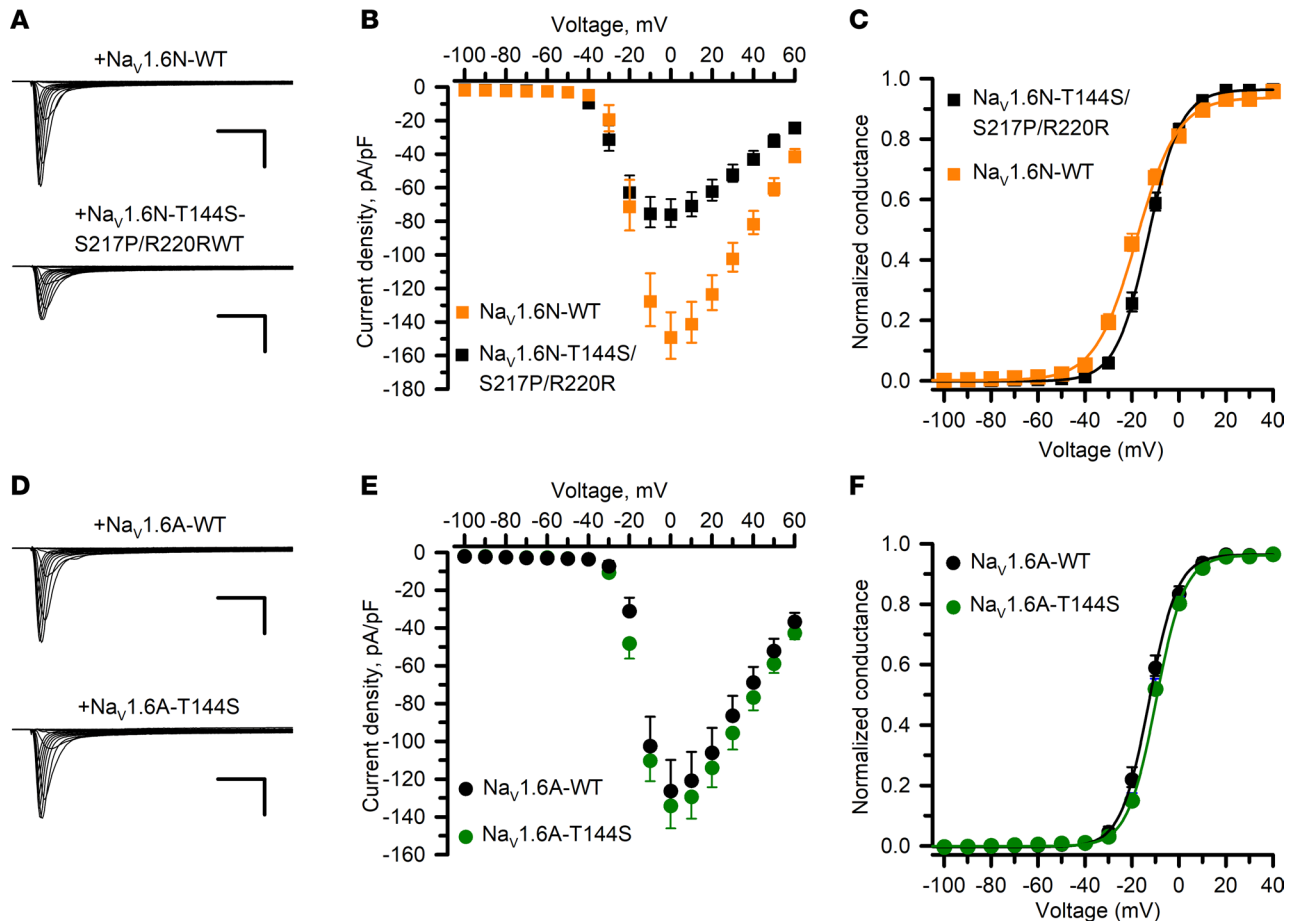 A
+NaV1.6N-WT
+NaV1.6N-T144S-
S217P/R220RWT
B
Voltage, mV
-100 -80 -60 -40 -20 0 20 40 60
0
-20
-40
-60
-80
-100
-120
-140
-160
-180
Current density, pA/pF
NaV1.6N-WT
NaV1.6N-T144S/
S217P/R220R
C
1.0
0.8
0.6
0.4
0.2
0.0
Normalized conductance
NaV1.6N-T144S/
S217P/R220R
NaV1.6N-WT
-100 -80 -60 -40 -20 0 20 40
Voltage (mV)
D
+NaV1.6A-WT
+NaV1.6A-T144S
E
Voltage, mV
-100 -80 -60 -40 -20 0 20 40 60
0
-20
-40
-60
-80
-100
-120
-140
-160
Current density, pA/pF
NaV1.6A-WT
NaV1.6A-T144S
F
1.0
0.8
0.6
0.4
0.2
0.0
Normalized conductance
NaV1.6A-WT
NaV1.6A-T144S
-100 -80 -60 -40 -20 0 20 40
Voltage (mV)